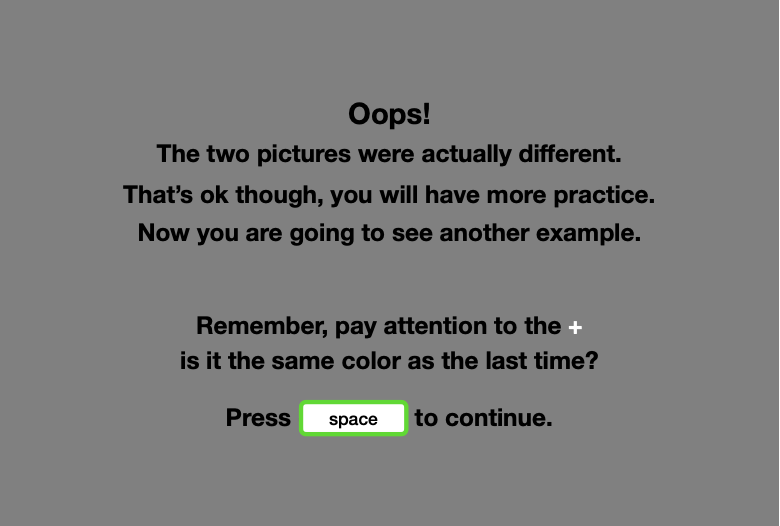 Oops!
The two pictures were actually different.
That’s ok though, you will have more practice.
Now you are going to see another example.
Remember, pay attention to the +
is it the same color as the last time?
Press space to continue.